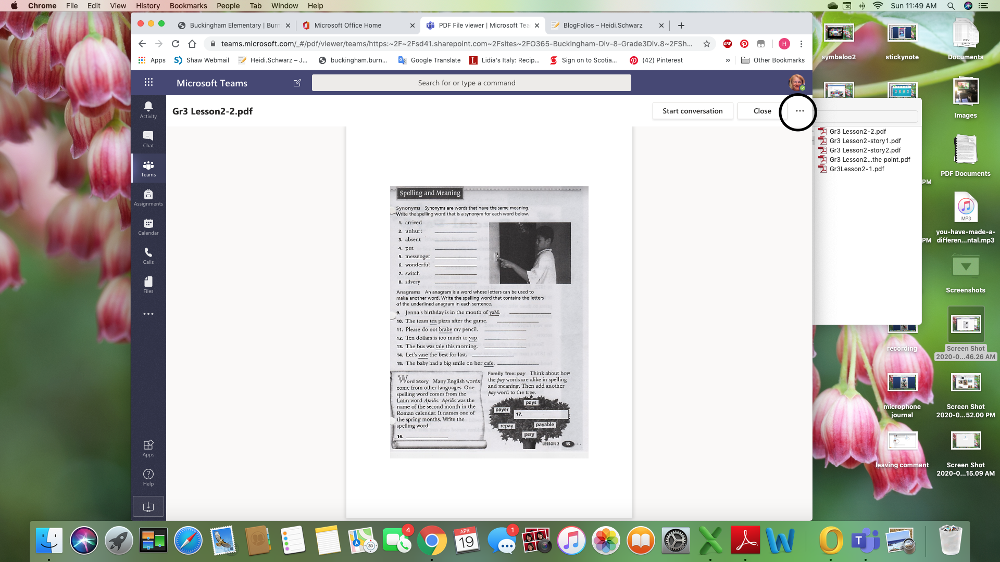 Chrome File Edit View History Bookmarks People Tab Window Help Sun 11:49 AM
Buckingham Elementary | Burn
Microsoft Office Home
PDF File viewer | Microsoft Tea
BlogFolios – Heidi.Schwarz
teams.microsoft.com/_#/pdf/viewer/teams/https:~2F~2Fsd41.sharepoint.com~2Fsites~2FO365-Buckingham-Div-8-Grade3Div.8~2FSh...
ABP
H
Apps Shaw Webmail Heidi.Schwarz – J... buckingham.burn... Google Translate Lidia's Italy: Recip... Sign on to Scotia... (42) Pinterest » Other Bookmarks
Microsoft Teams
Search for or type a command
Activity
Chat
Teams
Assignments
Calendar
Calls
Files
Apps
Help
Gr3 Lesson2-2.pdf
Start conversation
Close
...
Spelling and Meaning
Synonyms Synonyms are words that have the same meaning.
Write the spelling word that is a synonym for each word below.
1. arrived
2. unhurt
3. absent
4. put
5. messenger
6. wonderful
7. switch
8. silvery
Anagrams An anagram is a word whose letters can be used to
make another word. Write the spelling word that contains the letters
of the underlined anagram in each sentence.
9. Jenna's birthday is in the month of yaM.
10. The team tea pizza after the game.
11. Please do not brake my pencil.
12. Ten dollars is too much to yap.
13. The bus was tale this morning.
14. Let's vase the best for last.
15. The baby had a big smile on her cafe.
Word Story Many English words
come from other languages. One
spelling word comes from the
Latin word Aprilis. Aprilis was the
name of the second month in the
Roman calendar. It names one of
the spring months. Write the
spelling word.
16.
Family Tree: pay Think about how
the pay words are alike in spelling
and meaning. Then add another
pay word to the tree.
pays
payer
17.
repay
payable
pay
LESSON 2 15
Gr3 Lesson2-2.pdf
Gr3 Lesson2-story1.pdf
Gr3 Lesson2-story2.pdf
Gr3 Lesson2...the point.pdf
Gr3Lesson2-1.pdf
PM
PM
symbaloo2
stickynote
CSV
Documents
Images
PDF Documents
MP3
you-have-made-a-
differen...ntal.mp3
Screenshots
recording
Screen Shot
2020-0...46.26 AM
microphone
journal
Screen Shot
2020-0...52.00 PM
leaving comment
Screen Shot
2020-0...15.09 AM
3D
4
APR
19
1